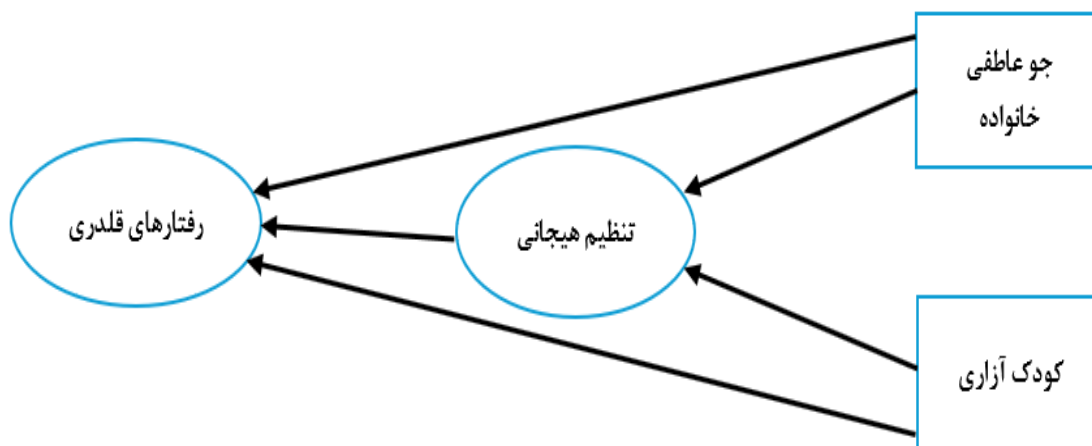 جو عاطفی
خانواده
تنظیم هیجانی
رفتارهای قلدری
کودک آزاری